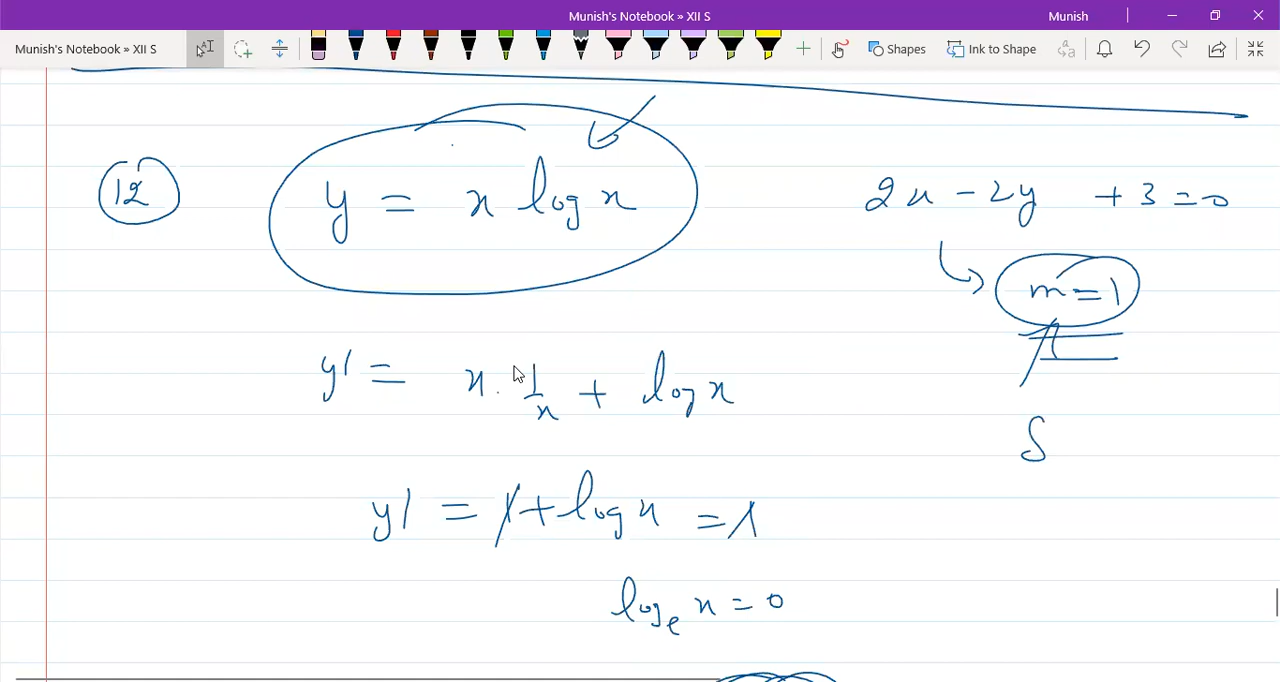 Munish's Notebook » XII S
Munish
Munish's Notebook » XII S
Shapes
Ink to Shape
12
y = x log x
2x - 2y + 3 = 0
m = 1
y' = x . 1/x + log x
S
y' = 1 + log x = 1
logₑ x = 0